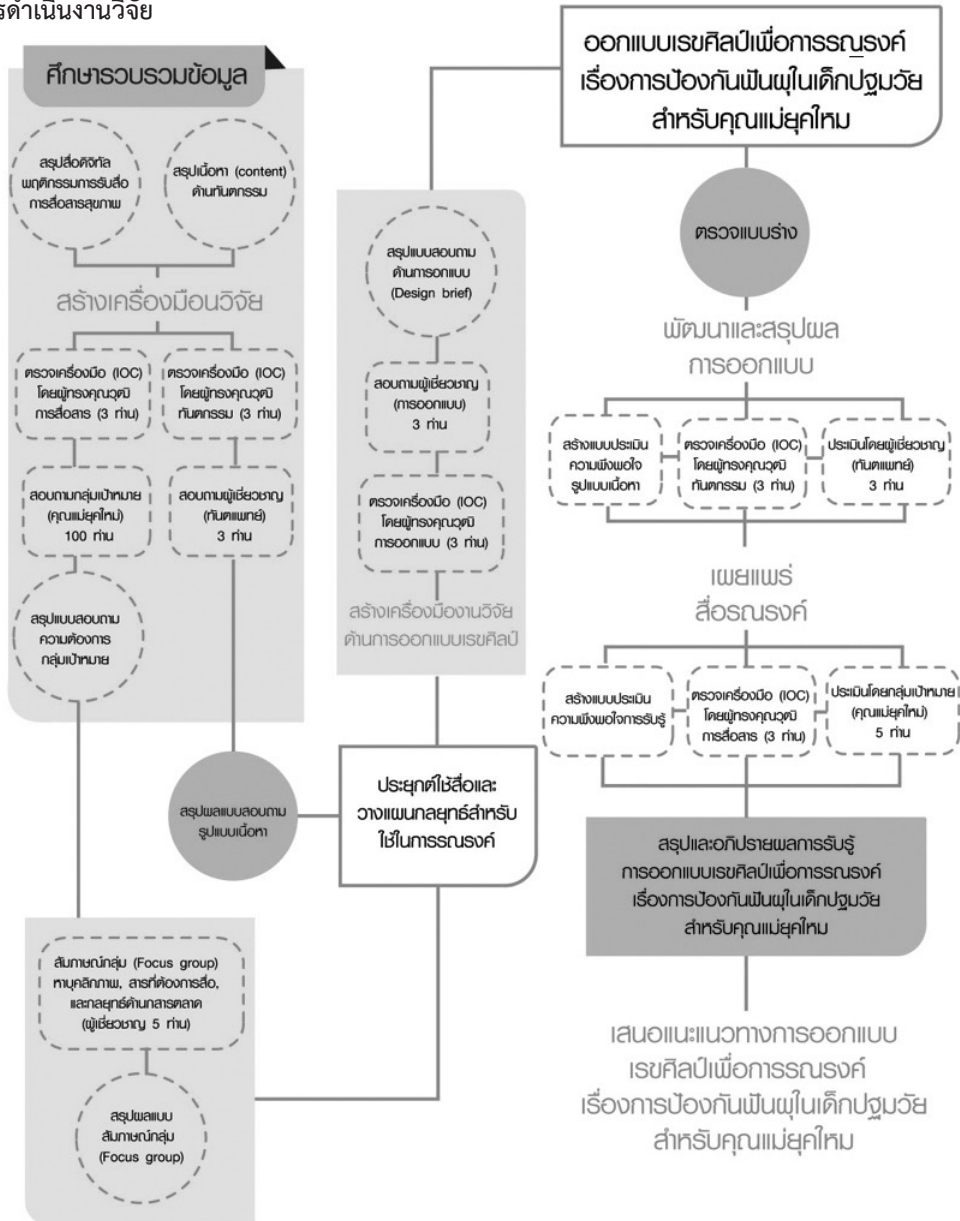 รดำเนินงานวิจัย
ศึกษารวบรวมข้อมูล
สรุปสื่อดิจิทัล
พฤติกรรมการรับสื่อ
การสื่อสารสุขภาพ
สรุปเนื้อหา (content)
ด้านทันตกรรม
สร้างเครื่องมือนวิจัย
ตรวจเครื่องมือ (IOC)
โดยผู้ทรงคุณวุฒิ
การสื่อสาร (3 ท่าน)
ตรวจเครื่องมือ (IOC)
โดยผู้ทรงคุณวุฒิ
ทันตกรรม (3 ท่าน)
สอบถามกลุ่มเป้าหมาย
(คุณแม่ยุคใหม่)
100 ท่าน
สอบถามผู้เชี่ยวชาญ
(ทันตแพทย์)
3 ท่าน
สรุปแบบสอบถาม
ความต้องการ
กลุ่มเป้าหมาย
สรุปผลแบบสอบถาม
รูปแบบเนื้อหา
สัมภาษณ์กลุ่ม (Focus group)
หาบุคลิกภาพ, สารที่ต้องการสื่อ,
และกลยุทธ์ด้านกสารตลาด
(ผู้เชี่ยวชาญ 5 ท่าน)
สรุปผลแบบ
สัมภาษณ์กลุ่ม
(Focus group)
ประยุกต์ใช้สื่อและ
วางแผนกลยุทธ์สำหรับ
ใช้ในการรณรงค์
สรุปแบบสอบถาม
ด้านการอกแบบ
(Design brief)
สอบถามผู้เชี่ยวชาญ
(การออกแบบ)
3 ท่าน
ตรวจเครื่องมือ (IOC)
โดยผู้ทรงคุณวุฒิ
การออกแบบ (3 ท่าน)
สร้างเครื่องมืองานวิจัย
ด้านการออกแบบเรขศิลป์
ออกแบบเรขศิลป์เพื่อการรณรงค์
เรื่องการป้องกันฟันผุในเด็กปฐมวัย
สำหรับคุณแม่ยุคใหม่
ตรวจแบบร่าง
พัฒนาและสรุปผล
การออกแบบ
สร้างแบบประเมิน
ความพึงพอใจ
รูปแบบเนื้อหา
ตรวจเครื่องมือ (IOC)
โดยผู้ทรงคุณวุฒิ
ทันตกรรม (3 ท่าน)
ประเมินโดยผู้เชี่ยวชาญ
(ทันตแพทย์)
3 ท่าน
เผยแพร่
สื่อรณรงค์
สร้างแบบประเมิน
ความพึงพอใจการรับรู้
ตรวจเครื่องมือ (IOC)
โดยผู้ทรงคุณวุฒิ
การสื่อสาร (3 ท่าน)
ประเมินโดยกลุ่มเป้าหมาย
(คุณแม่ยุคใหม่)
5 ท่าน
สรุปและอภิปรายผลการรับรู้
การออกแบบเรขศิลป์เพื่อการรณรงค์
เรื่องการป้องกันฟันผุในเด็กปฐมวัย
สำหรับคุณแม่ยุคใหม่
เสนอแนะแนวทางการออกแบบ
เรขศิลป์เพื่อการรณรงค์
เรื่องการป้องกันฟันผุในเด็กปฐมวัย
สำหรับคุณแม่ยุคใหม่